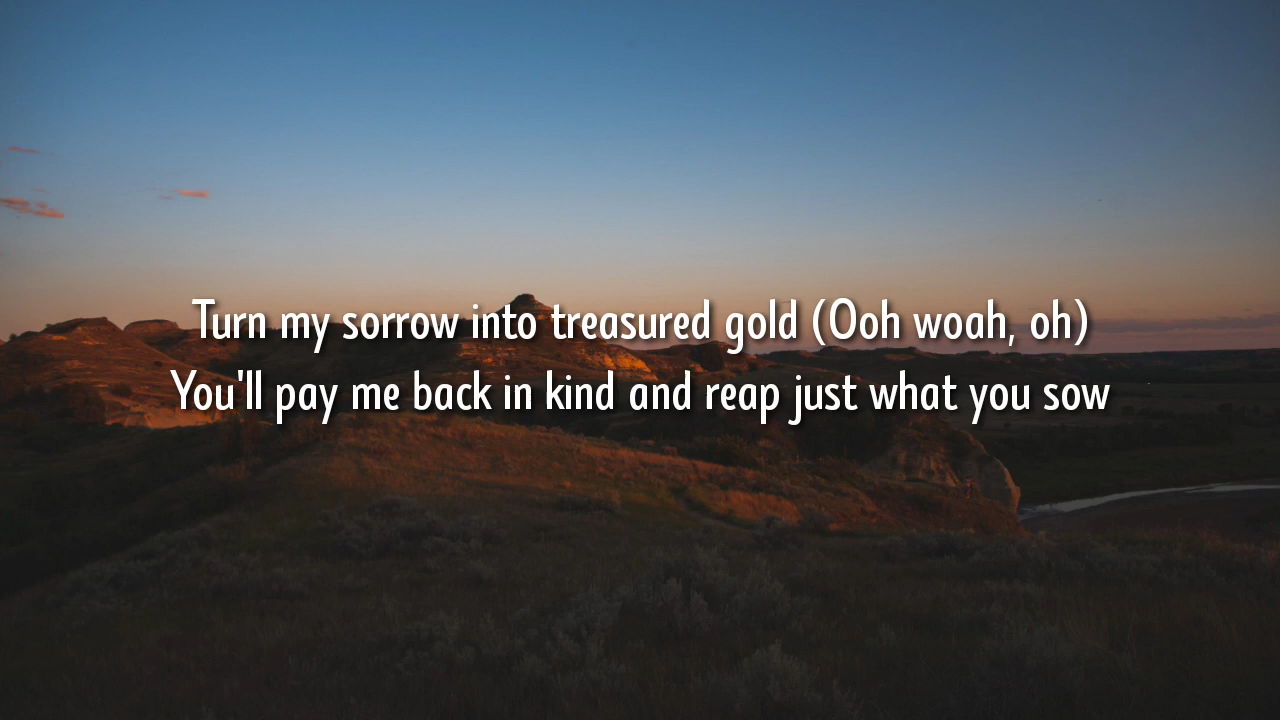 Turn my sorrow into treasured gold (Ooh woah, oh)
You'll pay me back in kind and reap just what you sow